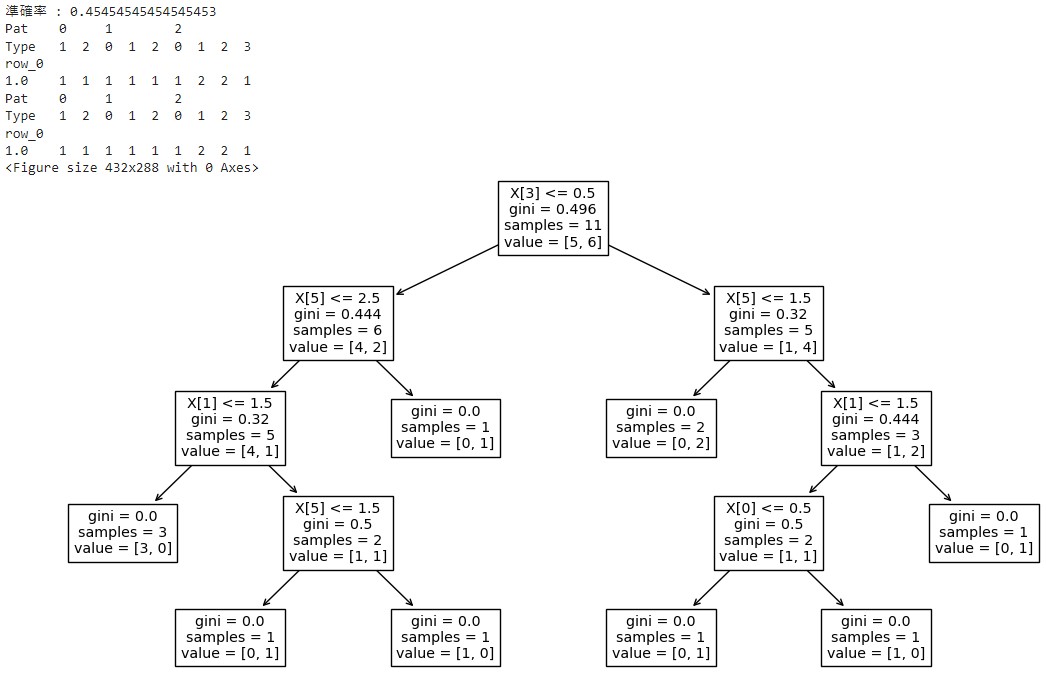 準確率 : 0.45454545454545453
Pat    0     1        2
Type   1  2  0  1  2  0  1  2  3
row_0
1.0    1  1  1  1  1  1  2  2  1
Pat    0     1        2
Type   1  2  0  1  2  0  1  2  3
row_0
1.0    1  1  1  1  1  1  2  2  1
<Figure size 432x288 with 0 Axes>
X[3] <= 0.5
gini = 0.496
samples = 11
value = [5, 6]
X[5] <= 2.5
gini = 0.444
samples = 6
value = [4, 2]
X[5] <= 1.5
gini = 0.32
samples = 5
value = [1, 4]
X[1] <= 1.5
gini = 0.32
samples = 5
value = [4, 1]
gini = 0.0
samples = 1
value = [0, 1]
gini = 0.0
samples = 2
value = [0, 2]
X[1] <= 1.5
gini = 0.444
samples = 3
value = [1, 2]
gini = 0.0
samples = 3
value = [3, 0]
X[5] <= 1.5
gini = 0.5
samples = 2
value = [1, 1]
X[0] <= 0.5
gini = 0.5
samples = 2
value = [1, 1]
gini = 0.0
samples = 1
value = [0, 1]
gini = 0.0
samples = 1
value = [0, 1]
gini = 0.0
samples = 1
value = [1, 0]
gini = 0.0
samples = 1
value = [0, 1]
gini = 0.0
samples = 1
value = [1, 0]